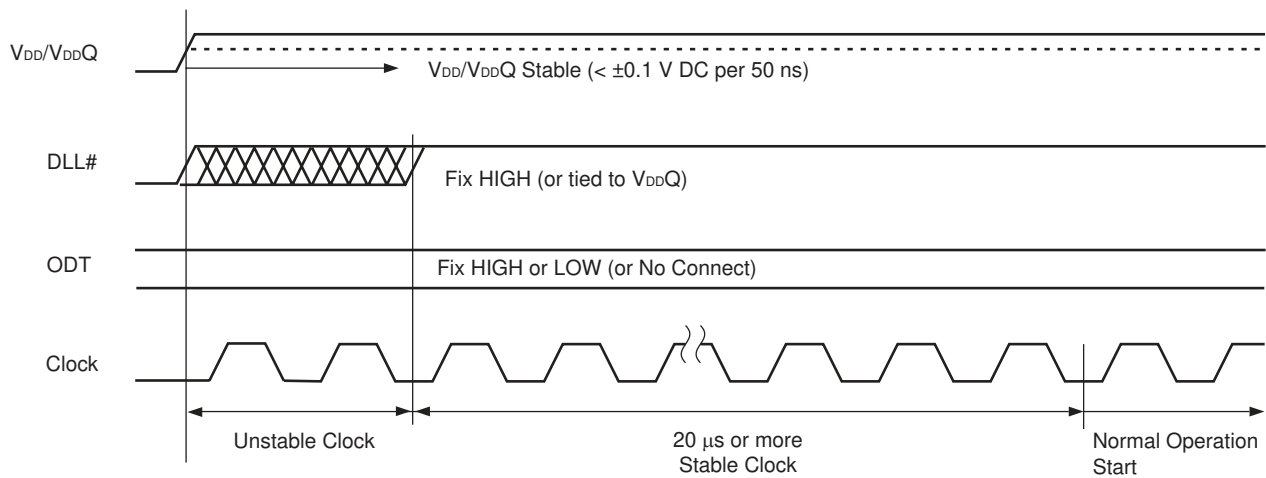 VDD/VDDQ
VDD/VDDQ Stable (< ±0.1 V DC per 50 ns)
DLL#
Fix HIGH (or tied to VDDQ)
ODT
Fix HIGH or LOW (or No Connect)
Clock
Unstable Clock
20 μs or more
Stable Clock
Normal Operation
Start